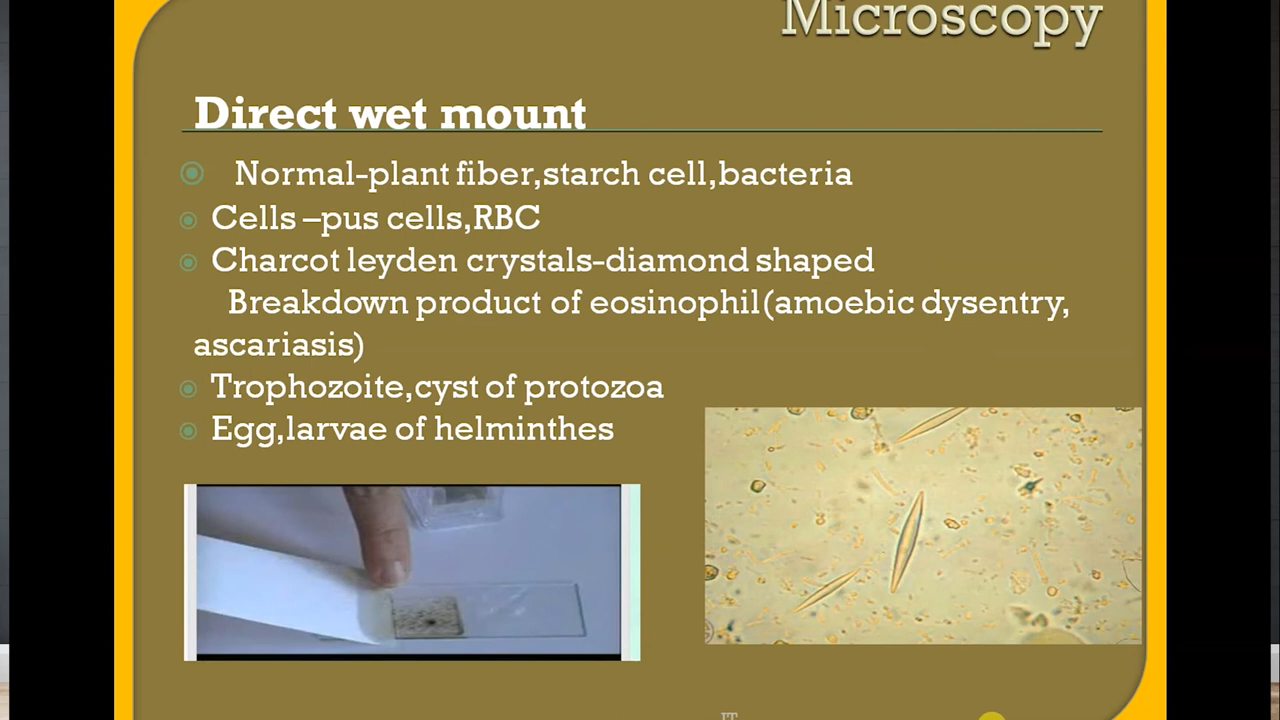 Microscopy
Direct wet mount
Normal-plant fiber,starch cell,bacteria
Cells –pus cells,RBC
Charcot leyden crystals-diamond shaped
Breakdown product of eosinophil(amoebic dysentry,
ascariasis)
Trophozoite,cyst of protozoa
Egg,larvae of helminthes